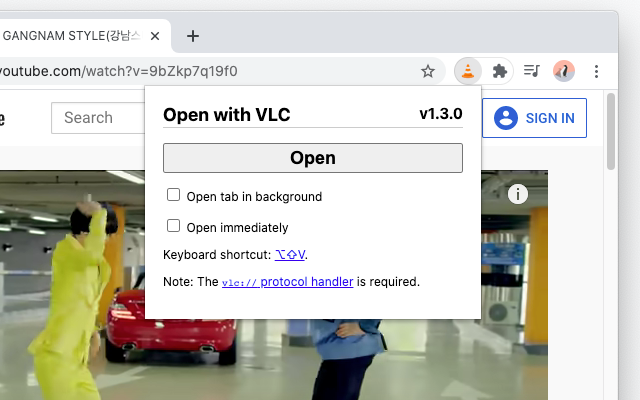 GANGNAM STYLE(강남스
youtube.com/watch?v=9bZkp7q19f0
Search
SIGN IN
Open with VLC v1.3.0
Open
Open tab in background
Open immediately
Keyboard shortcut: ⌥⇧V.
Note: The vlc:// protocol handler is required.